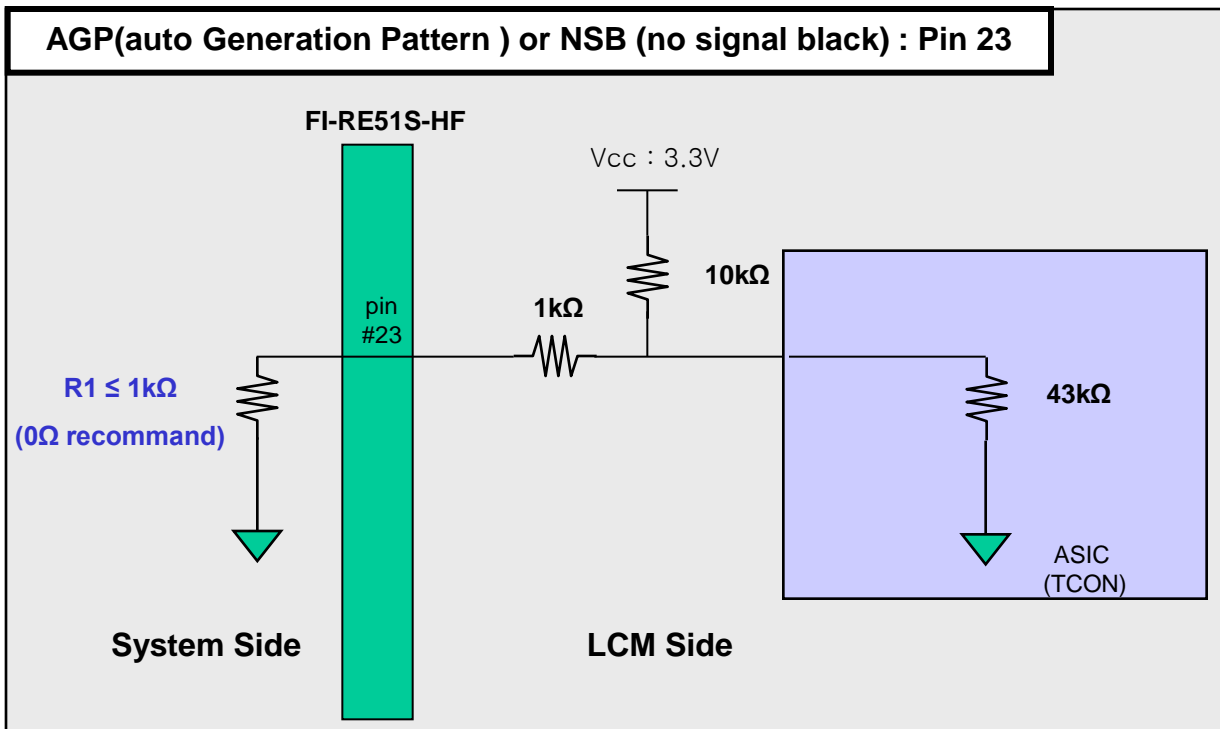 AGP(auto Generation Pattern ) or NSB (no signal black) : Pin 23
FI-RE51S-HF
Vcc : 3.3V
10kΩ
1kΩ
pin
#23
R1 ≤ 1kΩ
(0Ω recommand)
43kΩ
ASIC
(TCON)
System Side
LCM Side